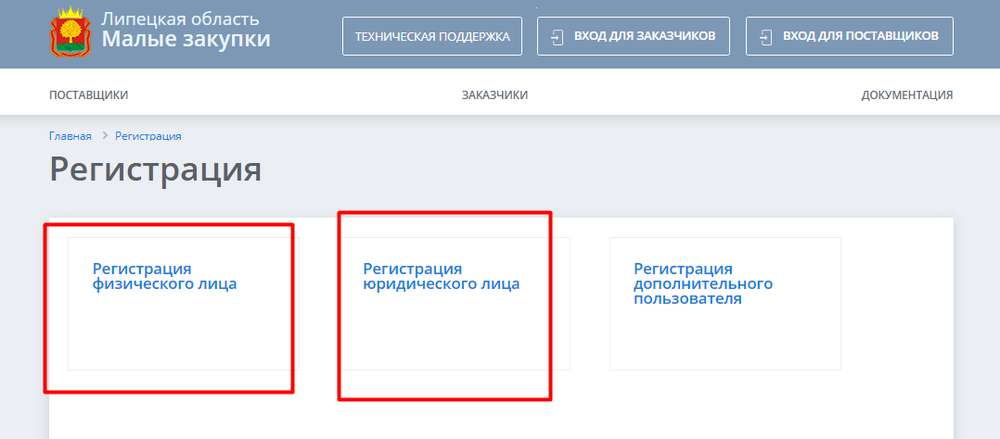 Липецкая область
Малые закупки
ТЕХНИЧЕСКАЯ ПОДДЕРЖКА
ВХОД ДЛЯ ЗАКАЗЧИКОВ
ВХОД ДЛЯ ПОСТАВЩИКОВ
ПОСТАВЩИКИ
ЗАКАЗЧИКИ
ДОКУМЕНТАЦИЯ
Главная
Регистрация
Регистрация
Регистрация
физического лица
Регистрация
юридического лица
Регистрация
дополнительного
пользователя